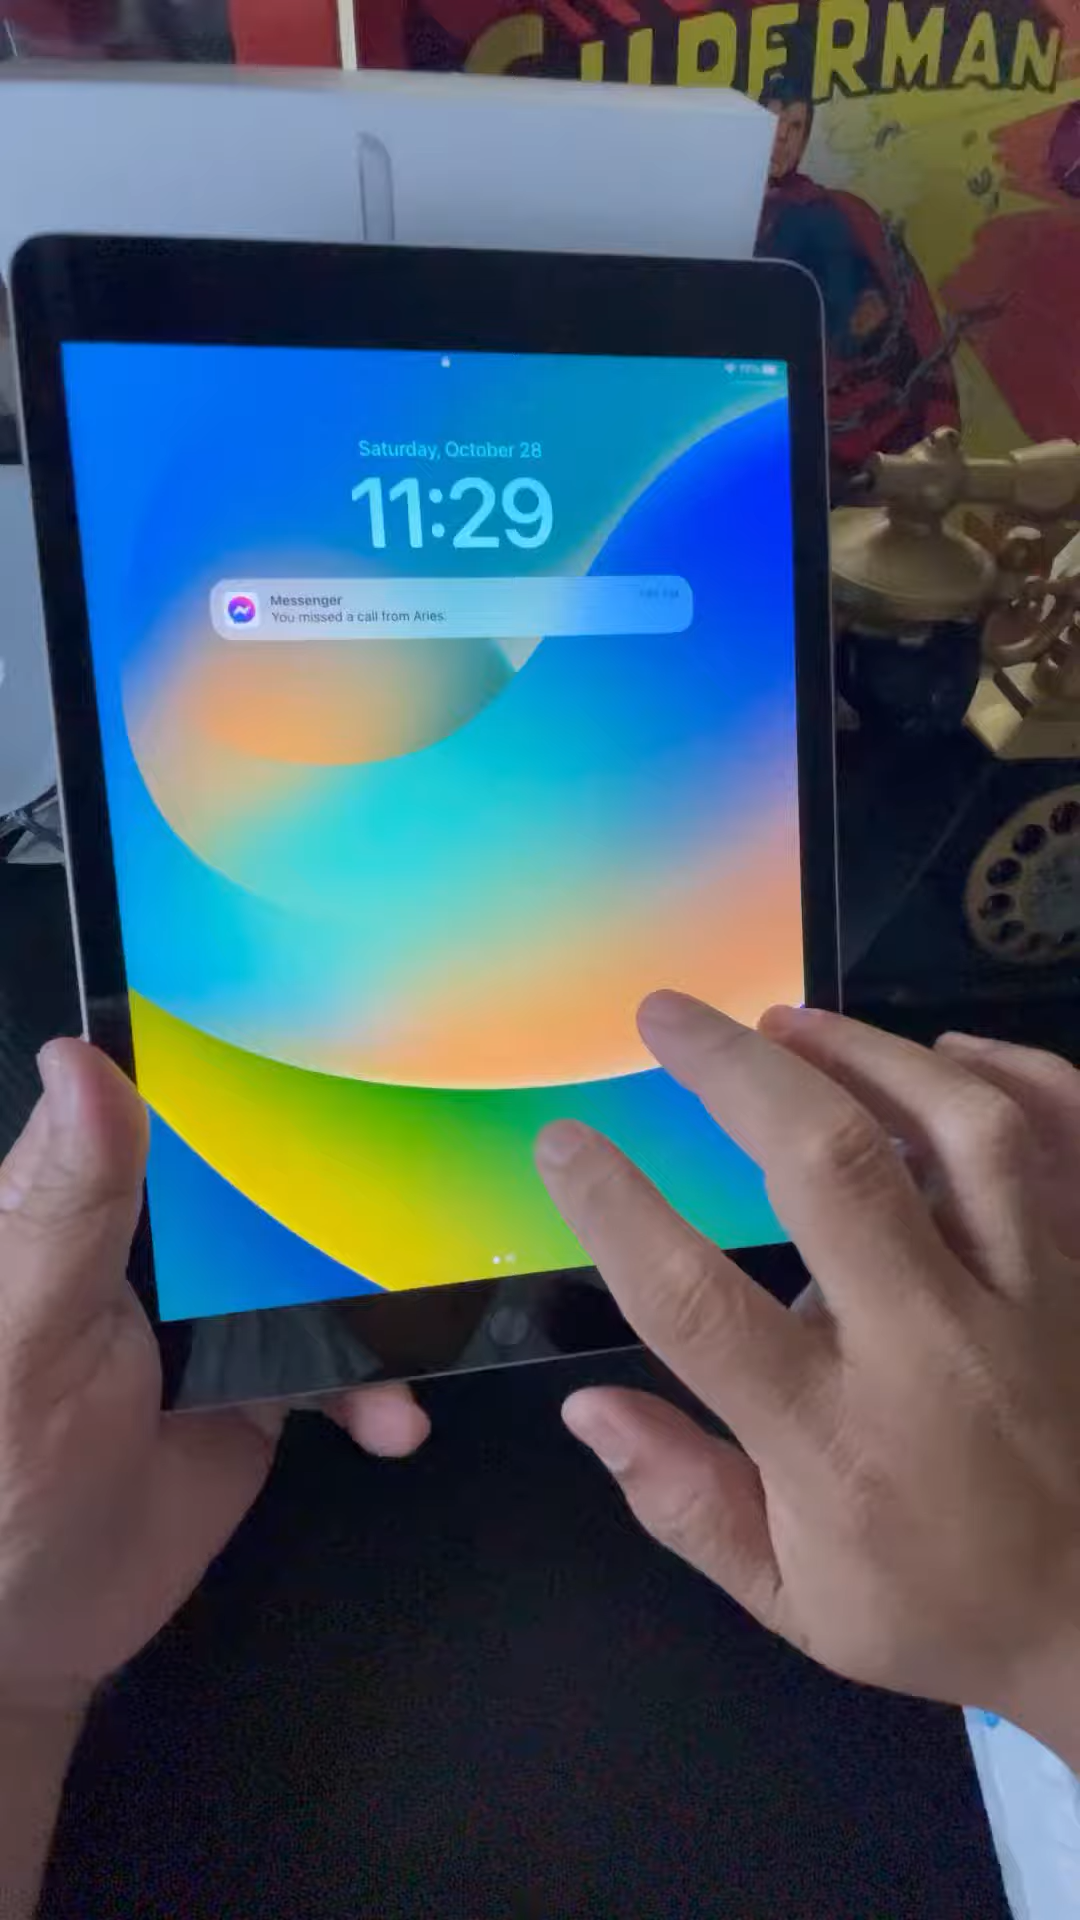 SUPERMAN
Saturday, October 28
11:29
Messenger
You missed a call from Aries.